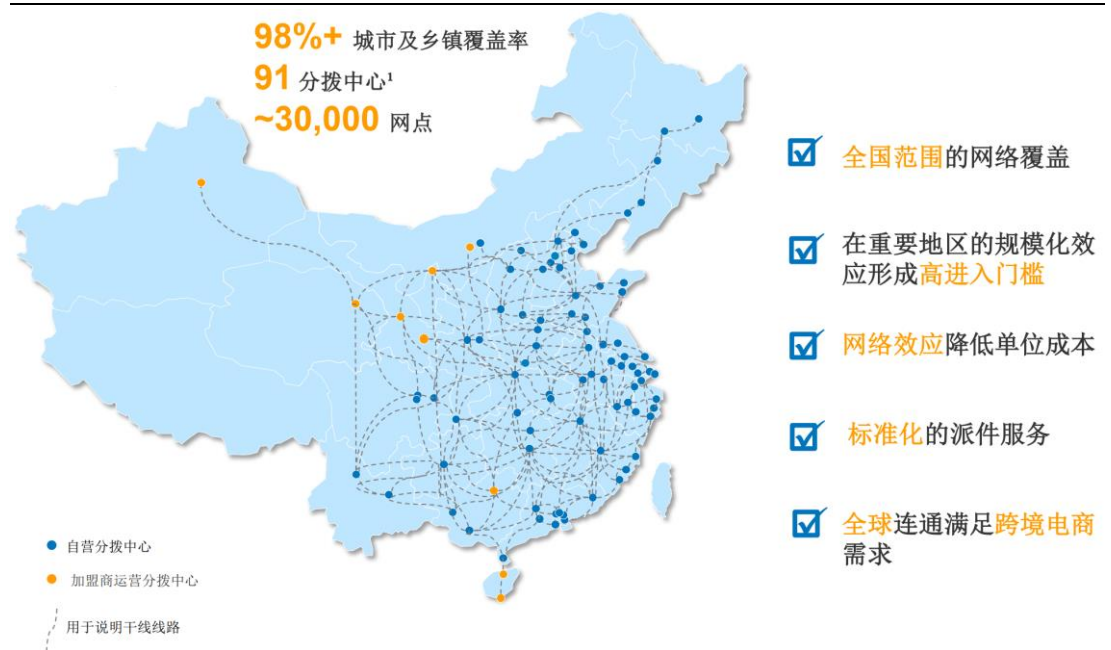 98%+ 城市及乡镇覆盖率
91 分拨中心¹
~30,000 网点
全国范围的网络覆盖
在重要地区的规模化效
应形成高进入门槛
网络效应降低单位成本
标准化的派件服务
全球连通满足跨境电商
需求
自营分拨中心
加盟商运营分拨中心
用于说明干线线路